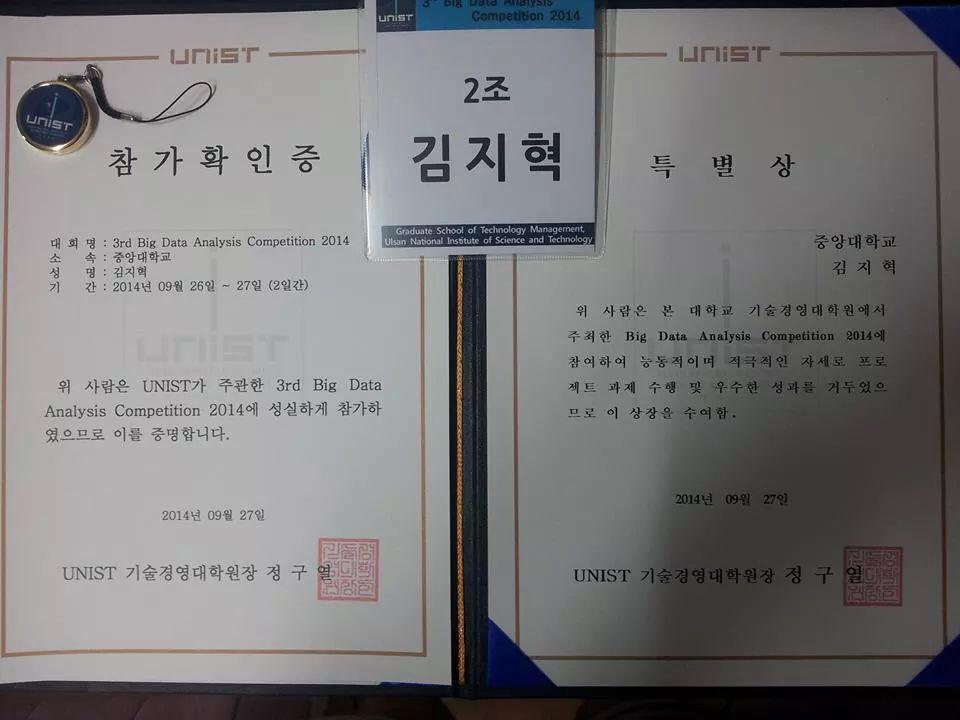 UNIST
UNIST
참가확인증
대 회 명 : 3rd Big Data Analysis Competition 2014
소 속 : 중앙대학교
성 명 : 김지혁
기 간 : 2014년 09월 26일 ~ 27일 (2일간)
UNIST
위 사람은 UNIST가 주관한 3rd Big Data
Analysis Competition 2014에 성실하게 참가하
였으므로 이를 증명합니다.
2014년 09월 27일
UNIST 기술경영대학원장 정 구 열
UNIST
3rd Big Data Analysis
Competition 2014
2조
김지혁
Graduate School of Technology Management,
Ulsan National Institute of Science and Technology
UNIST
특 별 상
중앙대학교
김 지 혁
위 사람은 본 대학교 기술경영대학원에서
주최한 Big Data Analysis Competition 2014에
참여하여 능동적이며 적극적인 자세로 프로
젝트 과제 수행 및 우수한 성과를 거두었으
므로 이 상장을 수여함.
2014년 09월 27일
UNIST 기술경영대학원장 정 구 열